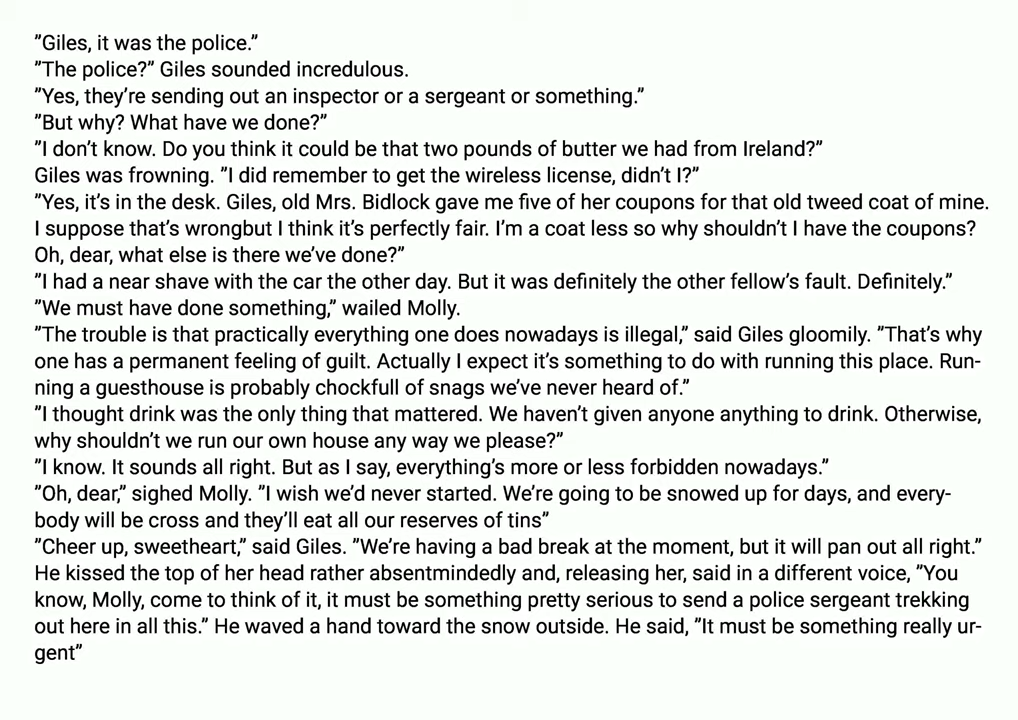 ”Giles, it was the police.”
”The police?” Giles sounded incredulous.
”Yes, they’re sending out an inspector or a sergeant or something.”
”But why? What have we done?”
”I don’t know. Do you think it could be that two pounds of butter we had from Ireland?”
Giles was frowning. ”I did remember to get the wireless license, didn’t I?”
”Yes, it’s in the desk. Giles, old Mrs. Bidlock gave me five of her coupons for that old tweed coat of mine.
I suppose that’s wrongbut I think it’s perfectly fair. I’m a coat less so why shouldn’t I have the coupons?
Oh, dear, what else is there we’ve done?”
”I had a near shave with the car the other day. But it was definitely the other fellow’s fault. Definitely.”
”We must have done something,” wailed Molly.
”The trouble is that practically everything one does nowadays is illegal,” said Giles gloomily. ”That’s why
one has a permanent feeling of guilt. Actually I expect it’s something to do with running this place. Run-
ning a guesthouse is probably chockfull of snags we’ve never heard of.”
”I thought drink was the only thing that mattered. We haven’t given anyone anything to drink. Otherwise,
why shouldn’t we run our own house any way we please?”
”I know. It sounds all right. But as I say, everything’s more or less forbidden nowadays.”
”Oh, dear,” sighed Molly. ”I wish we’d never started. We’re going to be snowed up for days, and every-
body will be cross and they’ll eat all our reserves of tins”
”Cheer up, sweetheart,” said Giles. ”We’re having a bad break at the moment, but it will pan out all right.”
He kissed the top of her head rather absentmindedly and, releasing her, said in a different voice, ”You
know, Molly, come to think of it, it must be something pretty serious to send a police sergeant trekking
out here in all this.” He waved a hand toward the snow outside. He said, ”It must be something really ur-
gent”